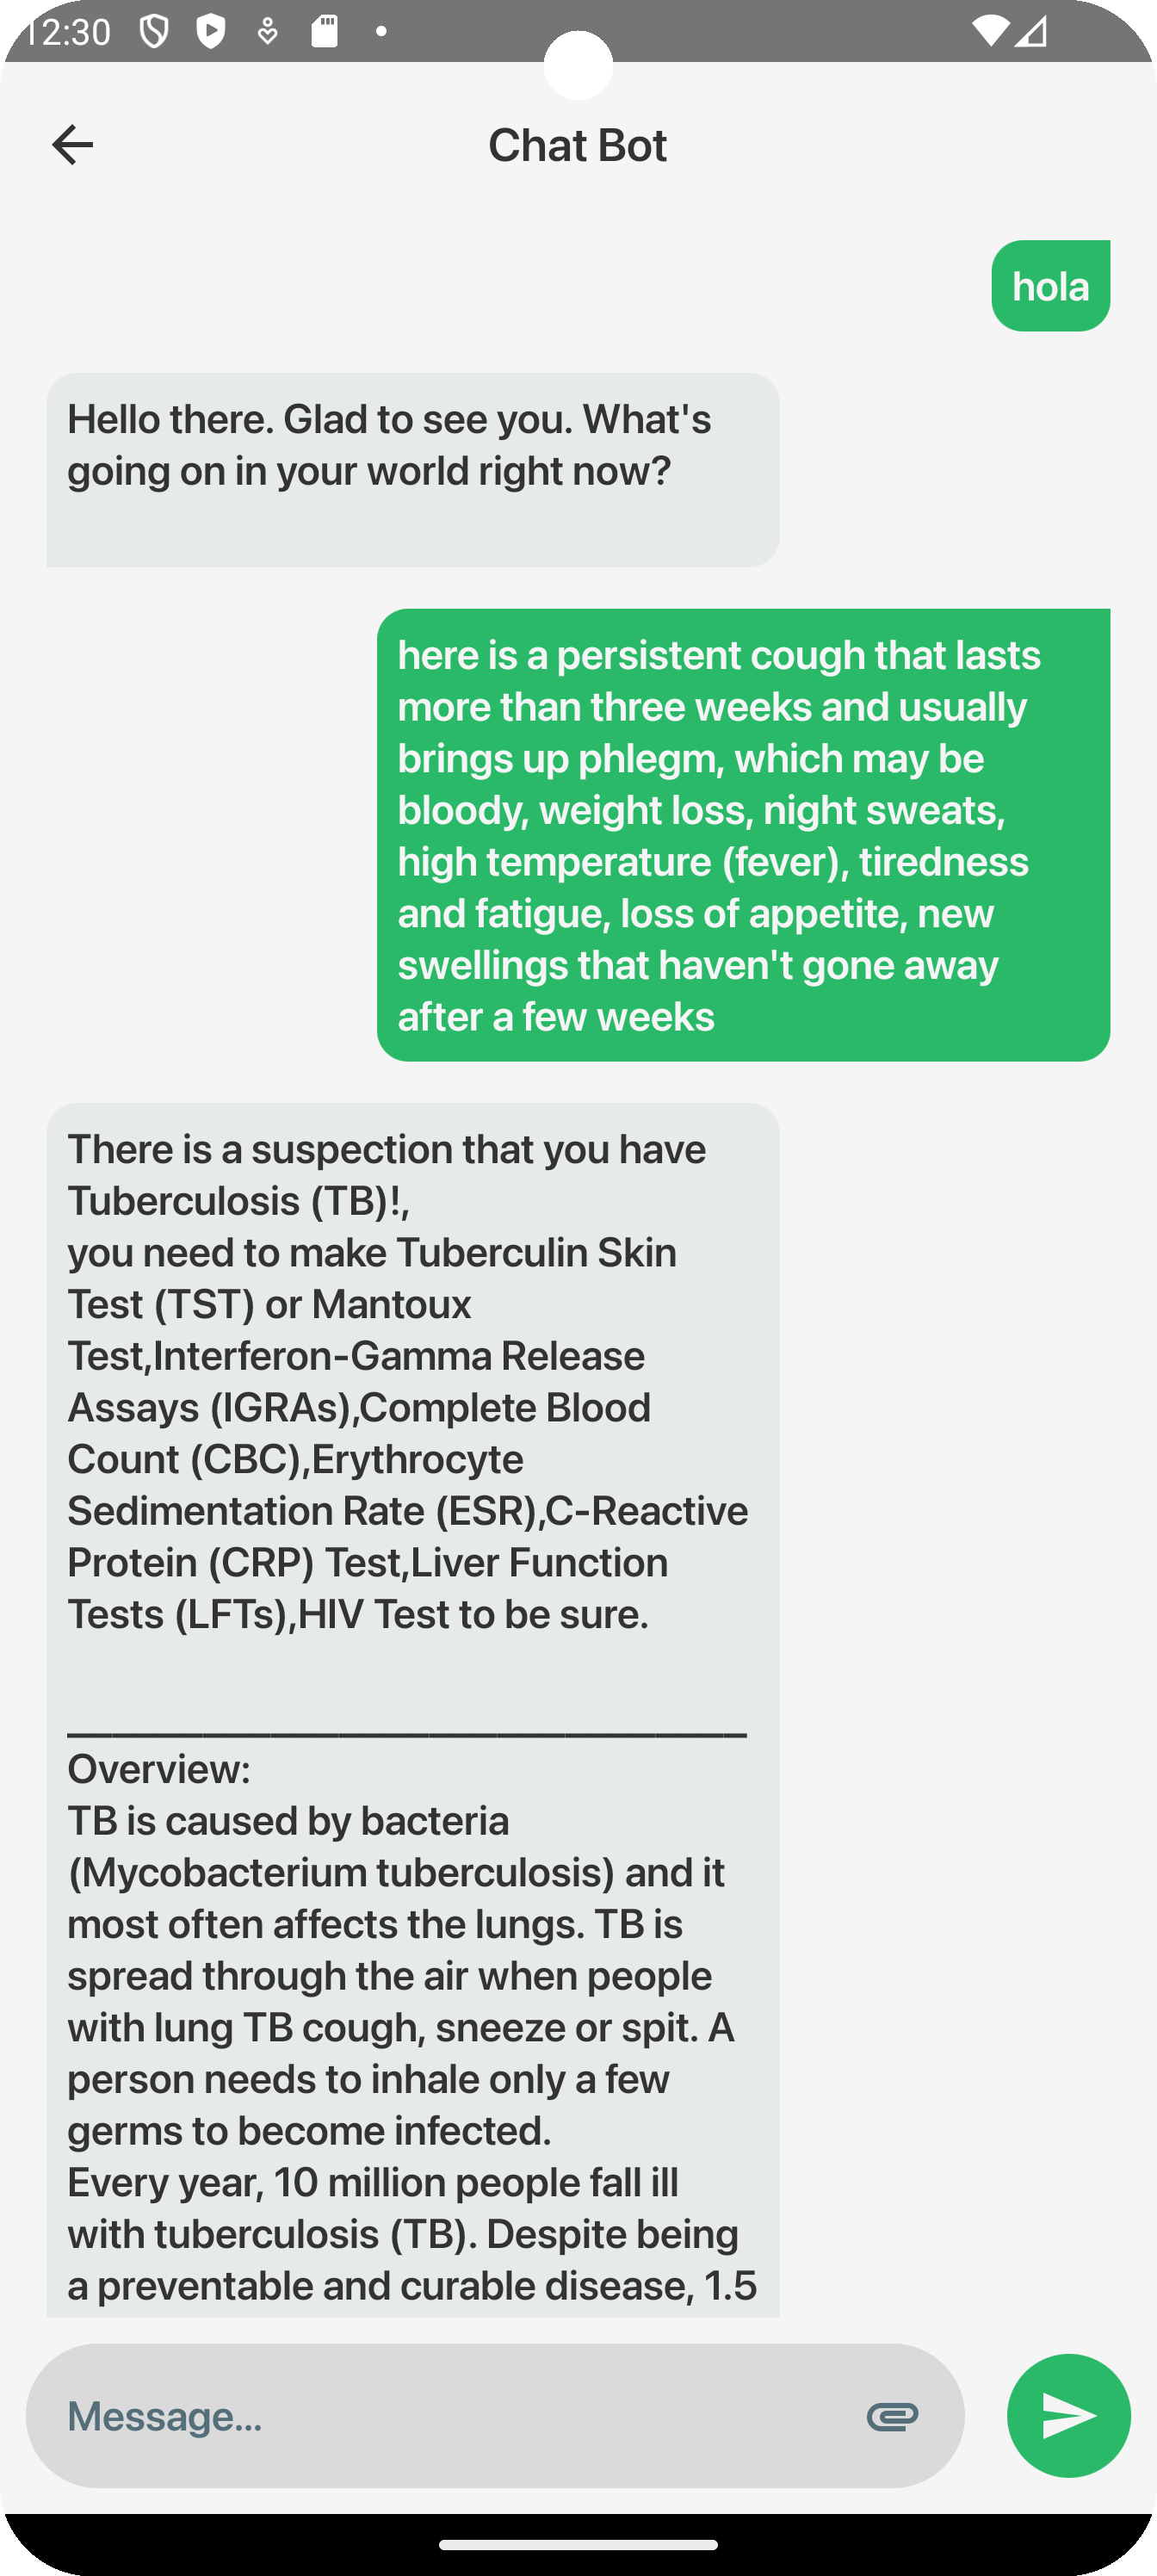 12:30
Chat Bot
hola
Hello there. Glad to see you. What's
going on in your world right now?
here is a persistent cough that lasts
more than three weeks and usually
brings up phlegm, which may be
bloody, weight loss, night sweats,
high temperature (fever), tiredness
and fatigue, loss of appetite, new
swellings that haven't gone away
after a few weeks
There is a suspection that you have
Tuberculosis (TB)!,
you need to make Tuberculin Skin
Test (TST) or Mantoux
Test,Interferon-Gamma Release
Assays (IGRAs),Complete Blood
Count (CBC),Erythrocyte
Sedimentation Rate (ESR),C-Reactive
Protein (CRP) Test,Liver Function
Tests (LFTs),HIV Test to be sure.
______________________________
Overview:
TB is caused by bacteria
(Mycobacterium tuberculosis) and it
most often affects the lungs. TB is
spread through the air when people
with lung TB cough, sneeze or spit. A
person needs to inhale only a few
germs to become infected.
Every year, 10 million people fall ill
with tuberculosis (TB). Despite being
a preventable and curable disease, 1.5
Message...